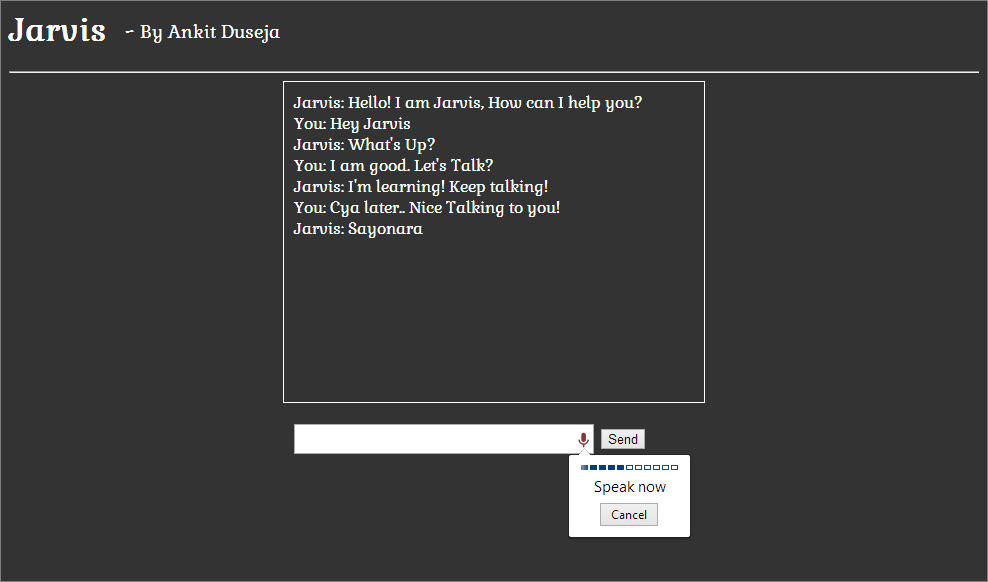 Jarvis ~ By Ankit Duseja
Jarvis: Hello! I am Jarvis, How can I help you?
You: Hey Jarvis
Jarvis: What's Up?
You: I am good. Let's Talk?
Jarvis: I'm learning! Keep talking!
You: Cya later.. Nice Talking to you!
Jarvis: Sayonara
Send
Speak now
Cancel